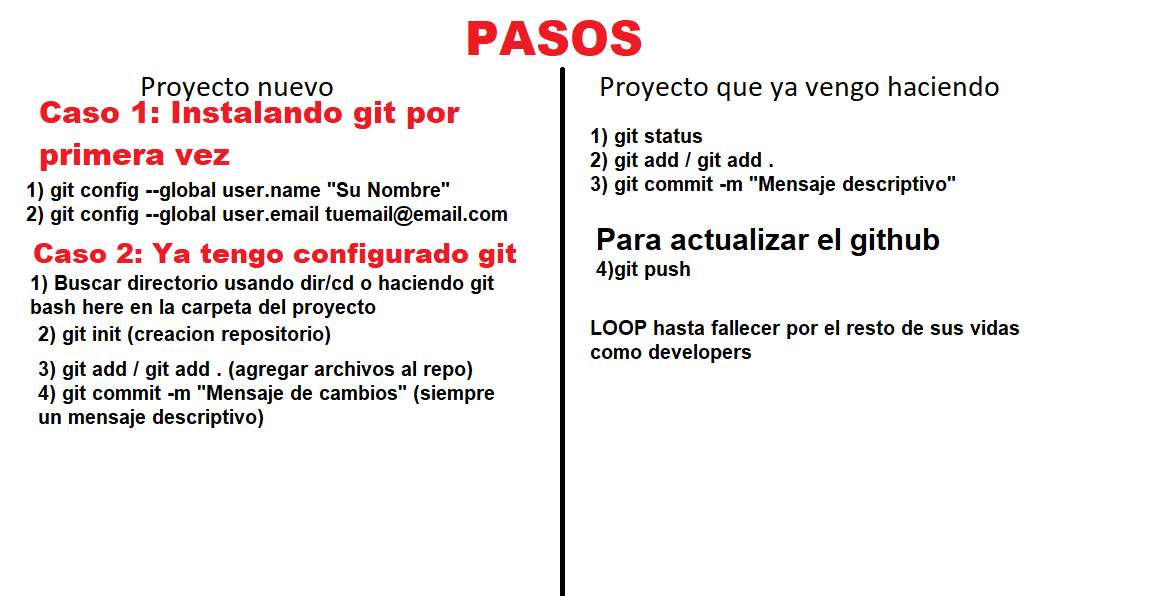 PASOS
Proyecto nuevo
Caso 1: Instalando git por
primera vez
1) git config --global user.name "Su Nombre"
2) git config --global user.email tuemail@email.com
Caso 2: Ya tengo configurado git
1) Buscar directorio usando dir/cd o haciendo git
bash here en la carpeta del proyecto
2) git init (creacion repositorio)
3) git add / git add . (agregar archivos al repo)
4) git commit -m "Mensaje de cambios" (siempre
un mensaje descriptivo)
Proyecto que ya vengo haciendo
1) git status
2) git add / git add .
3) git commit -m "Mensaje descriptivo"
Para actualizar el github
4)git push
LOOP hasta fallecer por el resto de sus vidas
como developers